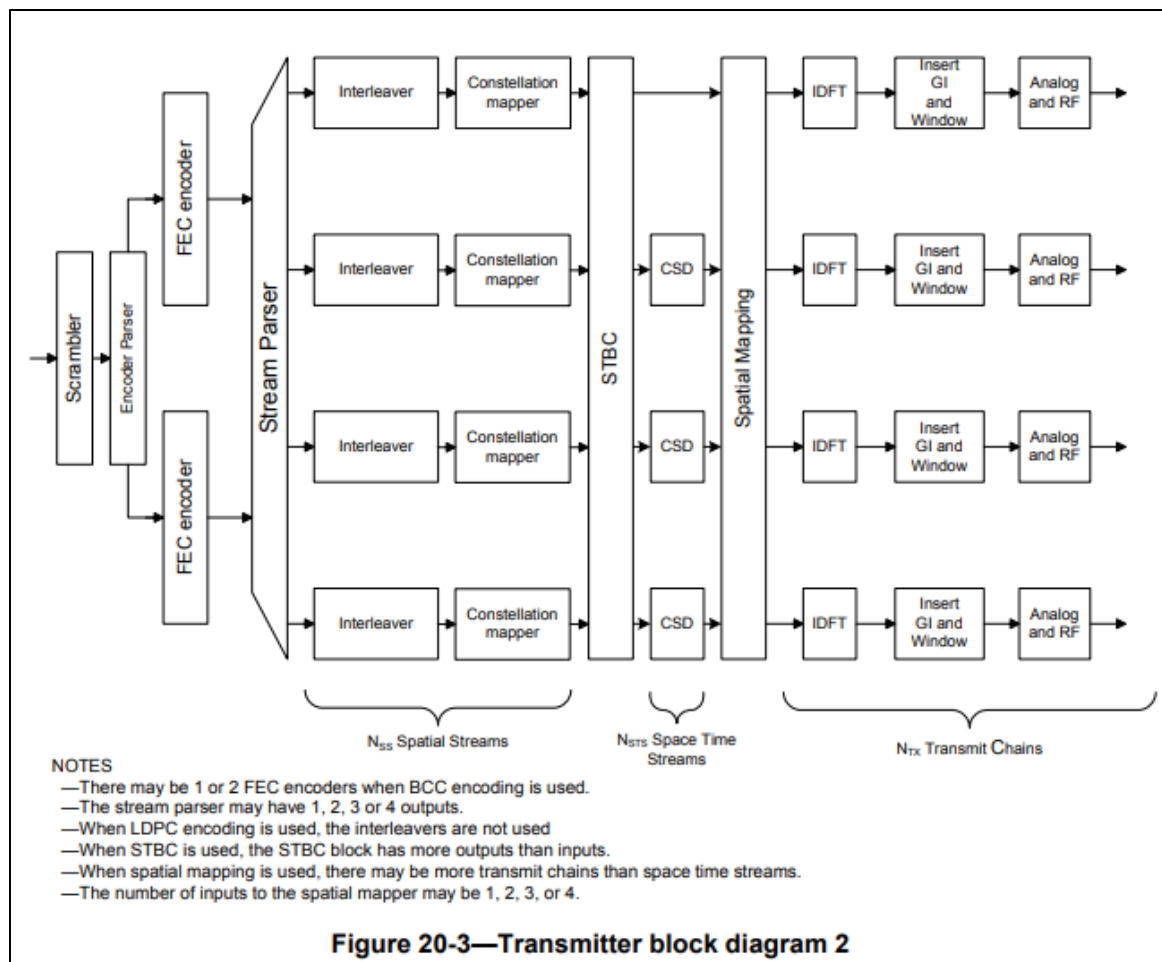 Interleaver
Constellation
mapper
IDFT
Insert
GI
and
Window
Analog
and RF
FEC encoder
Scrambler
Encoder Parser
Stream Parser
STBC
Spatial Mapping
Interleaver
Constellation
mapper
CSD
IDFT
Insert
GI and
Window
Analog
and RF
Interleaver
Constellation
mapper
CSD
IDFT
Insert
GI and
Window
Analog
and RF
FEC encoder
Interleaver
Constellation
mapper
CSD
IDFT
Insert
GI and
Window
Analog
and RF
NSS Spatial Streams
NSTS Space Time
Streams
NTX Transmit Chains
NOTES
—There may be 1 or 2 FEC encoders when BCC encoding is used.
—The stream parser may have 1, 2, 3 or 4 outputs.
—When LDPC encoding is used, the interleavers are not used
—When STBC is used, the STBC block has more outputs than inputs.
—When spatial mapping is used, there may be more transmit chains than space time streams.
—The number of inputs to the spatial mapper may be 1, 2, 3, or 4.
Figure 20-3—Transmitter block diagram 2